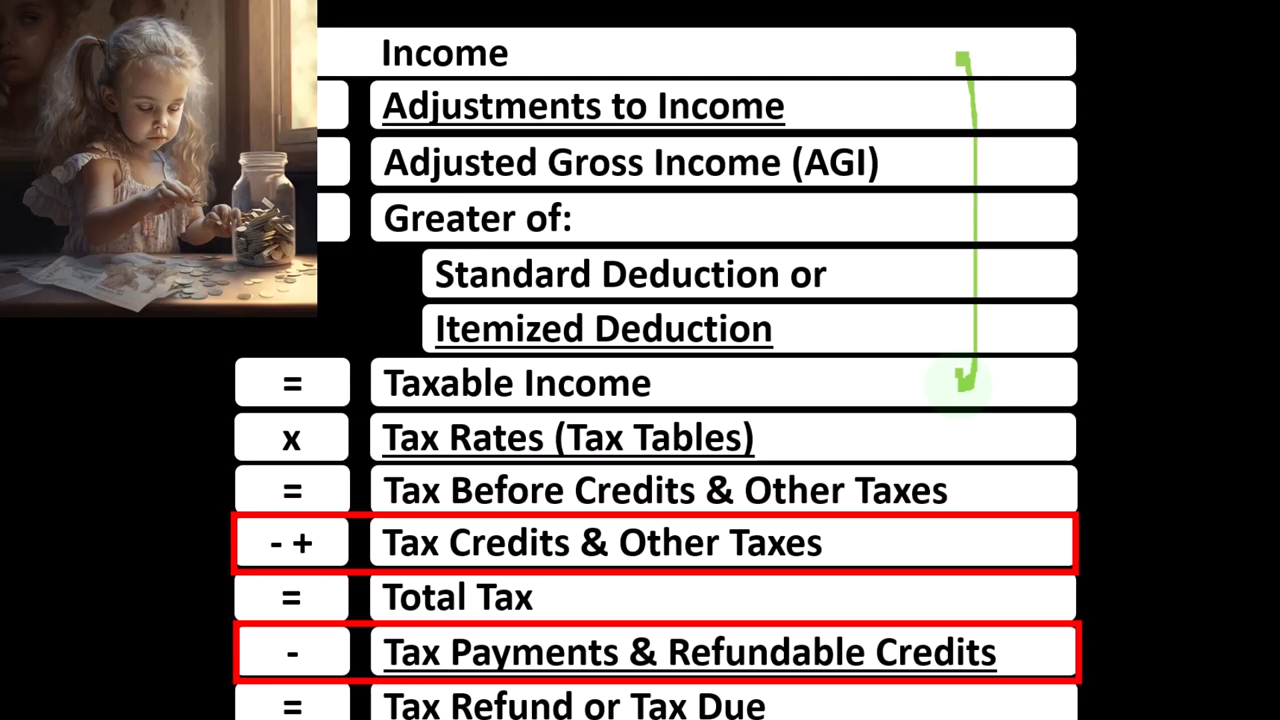 Income
Adjustments to Income
Adjusted Gross Income (AGI)
Greater of:
Standard Deduction or
Itemized Deduction
= Taxable Income
x Tax Rates (Tax Tables)
= Tax Before Credits & Other Taxes
- + Tax Credits & Other Taxes
= Total Tax
- Tax Payments & Refundable Credits
= Tax Refund or Tax Due